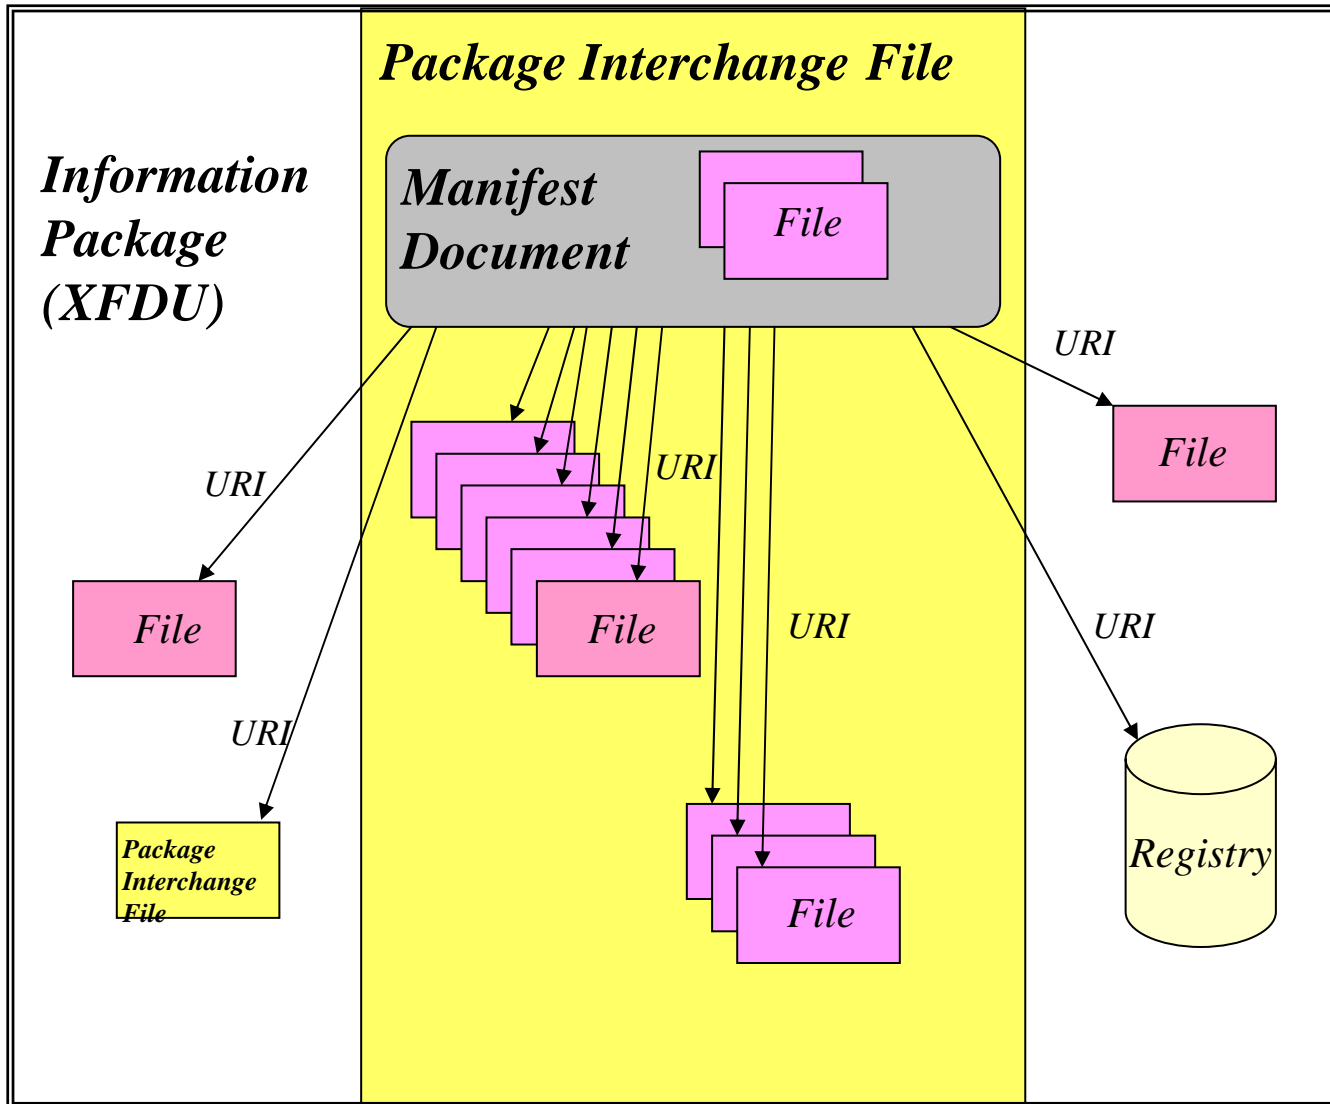 Package Interchange File
Information
Package
(XFDU)
Manifest
Document
File
URI
File
URI
URI
File
File
URI
URI
URI
Package
Interchange
File
Registry
File